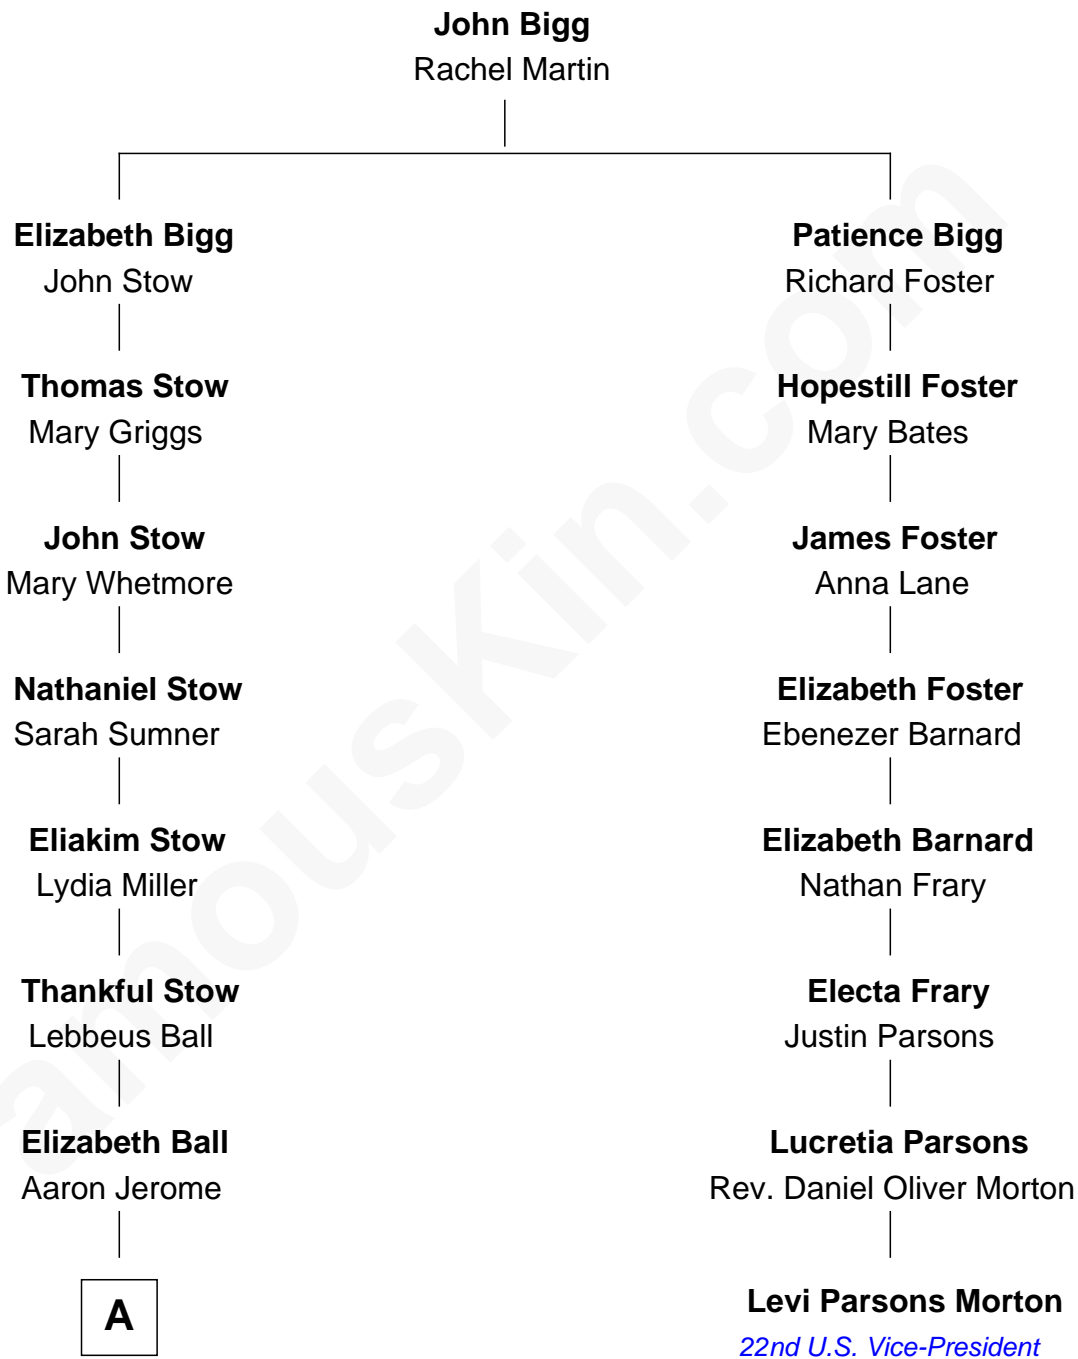 John Bigg
Rachel Martin
Elizabeth Bigg
John Stow
Patience Bigg
Richard Foster
Thomas Stow
Mary Griggs
Hopestill Foster
Mary Bates
John Stow
Mary Whetmore
James Foster
Anna Lane
Nathaniel Stow
Sarah Sumner
Elizabeth Foster
Ebenezer Barnard
Eliakim Stow
Lydia Miller
Elizabeth Barnard
Nathan Frary
Thankful Stow
Lebbeus Ball
Electa Frary
Justin Parsons
Elizabeth Ball
Aaron Jerome
Lucretia Parsons
Rev. Daniel Oliver Morton
A
Levi Parsons Morton
22nd U.S. Vice-President
amousKin.com